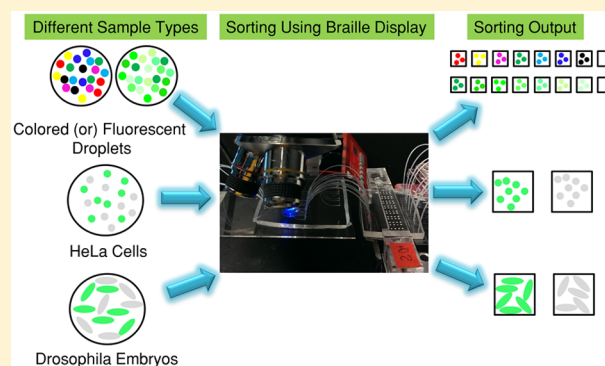 Different Sample Types
Sorting Using Braille Display
Sorting Output
Colored (or) Fluorescent
Droplets
HeLa Cells
Drosophila Embryos